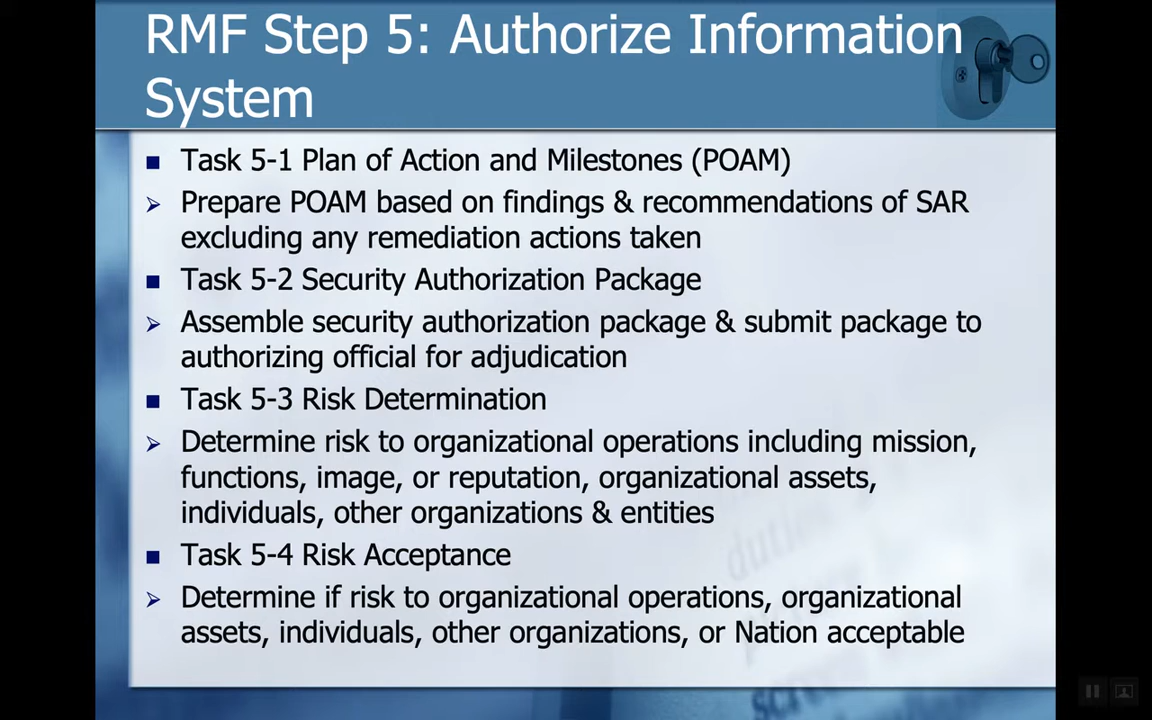 RMF Step 5: Authorize Information
System
■ Task 5-1 Plan of Action and Milestones (POAM)
➢ Prepare POAM based on findings & recommendations of SAR
excluding any remediation actions taken
■ Task 5-2 Security Authorization Package
➢ Assemble security authorization package & submit package to
authorizing official for adjudication
■ Task 5-3 Risk Determination
➢ Determine risk to organizational operations including mission,
functions, image, or reputation, organizational assets,
individuals, other organizations & entities
■ Task 5-4 Risk Acceptance
➢ Determine if risk to organizational operations, organizational
assets, individuals, other organizations, or Nation acceptable